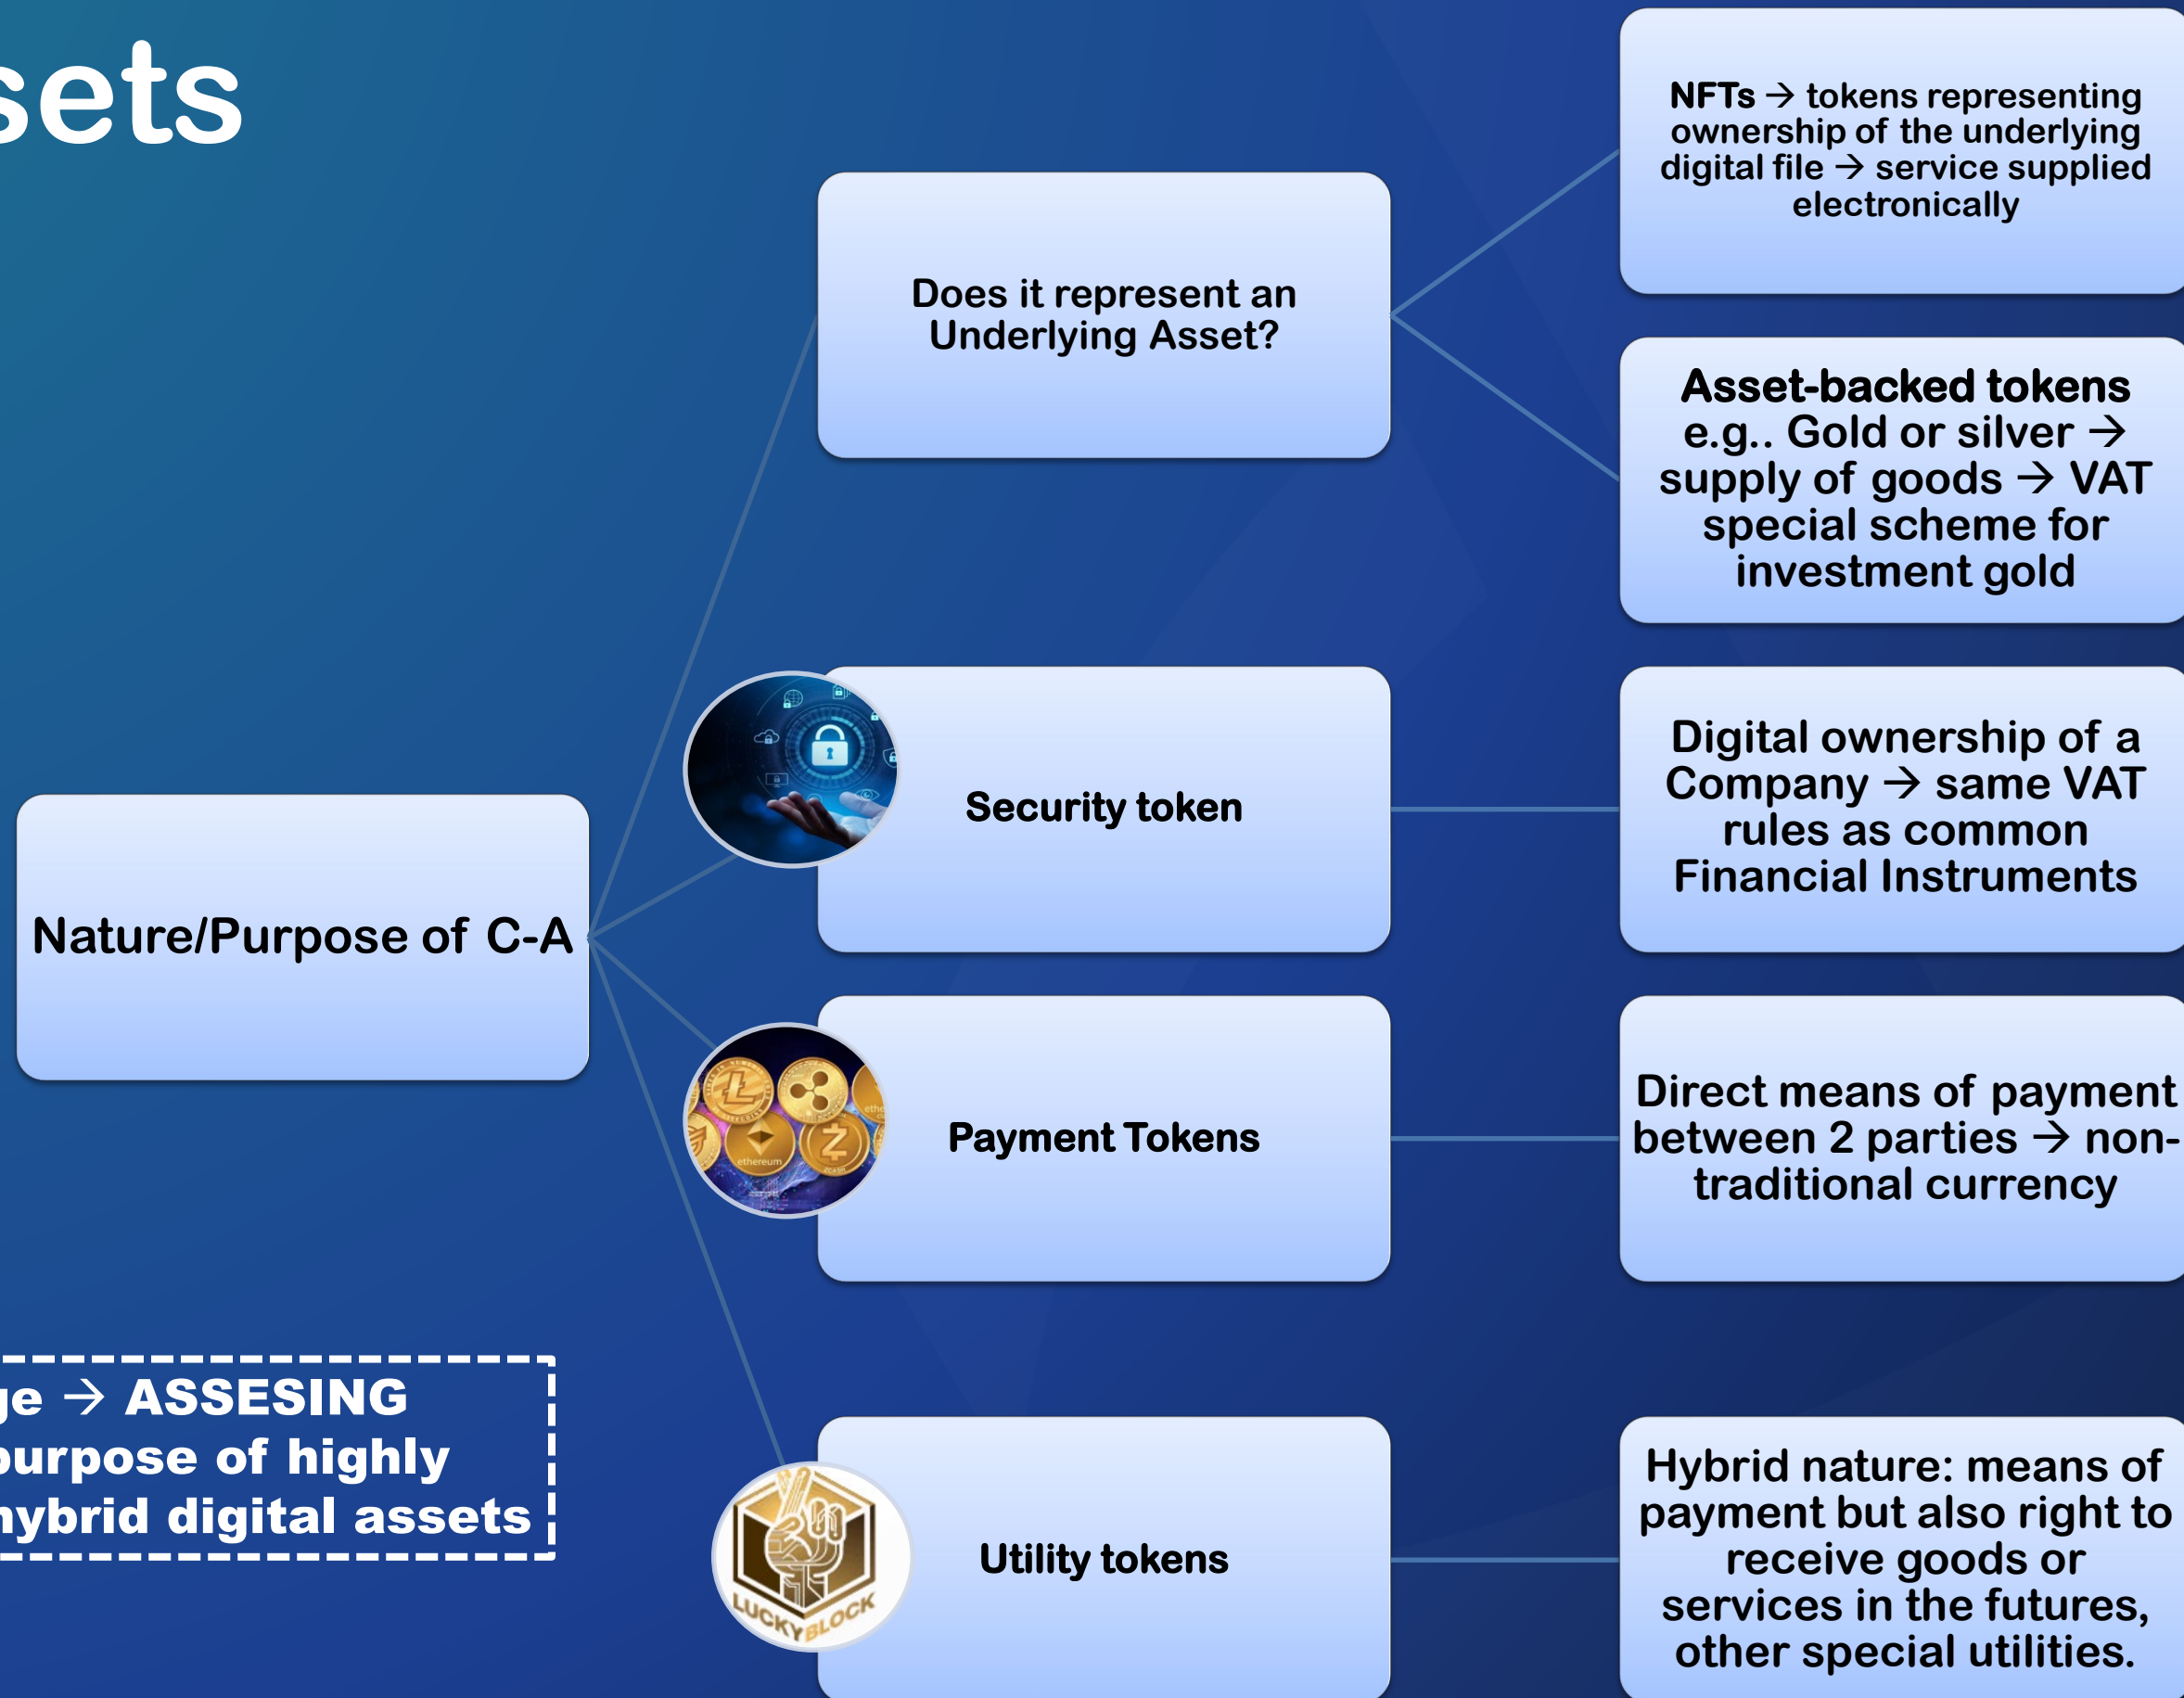 sets
NFTs → tokens representing
ownership of the underlying
digital file → service supplied
electronically
Does it represent an
Underlying Asset?
Asset-backed tokens
e.g.. Gold or silver →
supply of goods → VAT
special scheme for
investment gold
Security token
Digital ownership of a
Company → same VAT
rules as common
Financial Instruments
Nature/Purpose of C-A
Payment Tokens
ethereum
ZCASH
Direct means of payment
between 2 parties → non-
traditional currency
ge → ASSESING
purpose of highly
hybrid digital assets
Utility tokens
LUCKYBLOCK
Hybrid nature: means of
payment but also right to
receive goods or
services in the futures,
other special utilities.